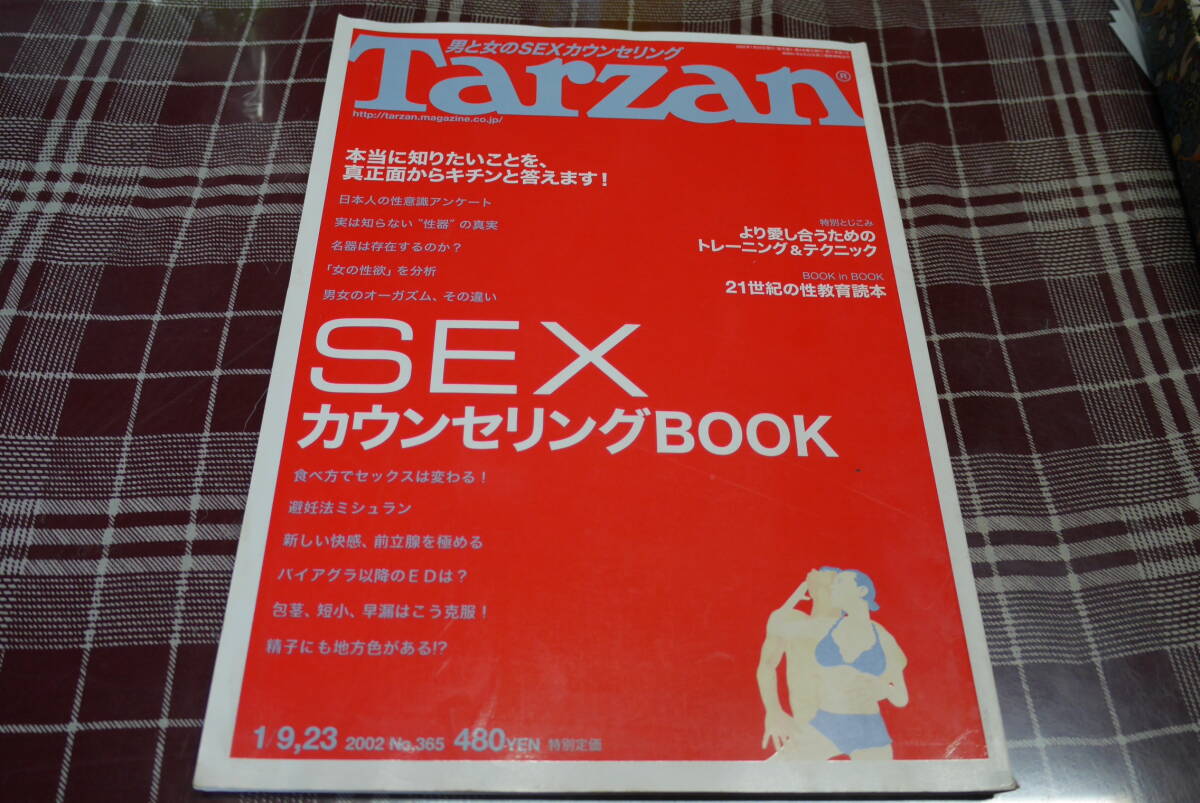 男と女のSEXカウンセリング
Tarzan®
http://tarzan.magazine.co.jp/
本当に知りたいことを、
真正面からキチンと答えます！
日本人の性意識アンケート
実は知らない“性器”の真実
名器は存在するのか？
「女の性欲」を分析
男女のオーガズム、その違い
特別とじこみ
より愛し合うための
トレーニング&テクニック
BOOK in BOOK
21世紀の性教育読本
SEX
カウンセリングBOOK
食べ方でセックスは変わる！
避妊法ミシュラン
新しい快感、前立腺を極める
バイアグラ以降のEDは？
包茎、短小、早漏はこう克服！
精子にも地方色がある!?
1/9,23 2002 No,365 480YEN 特別定価